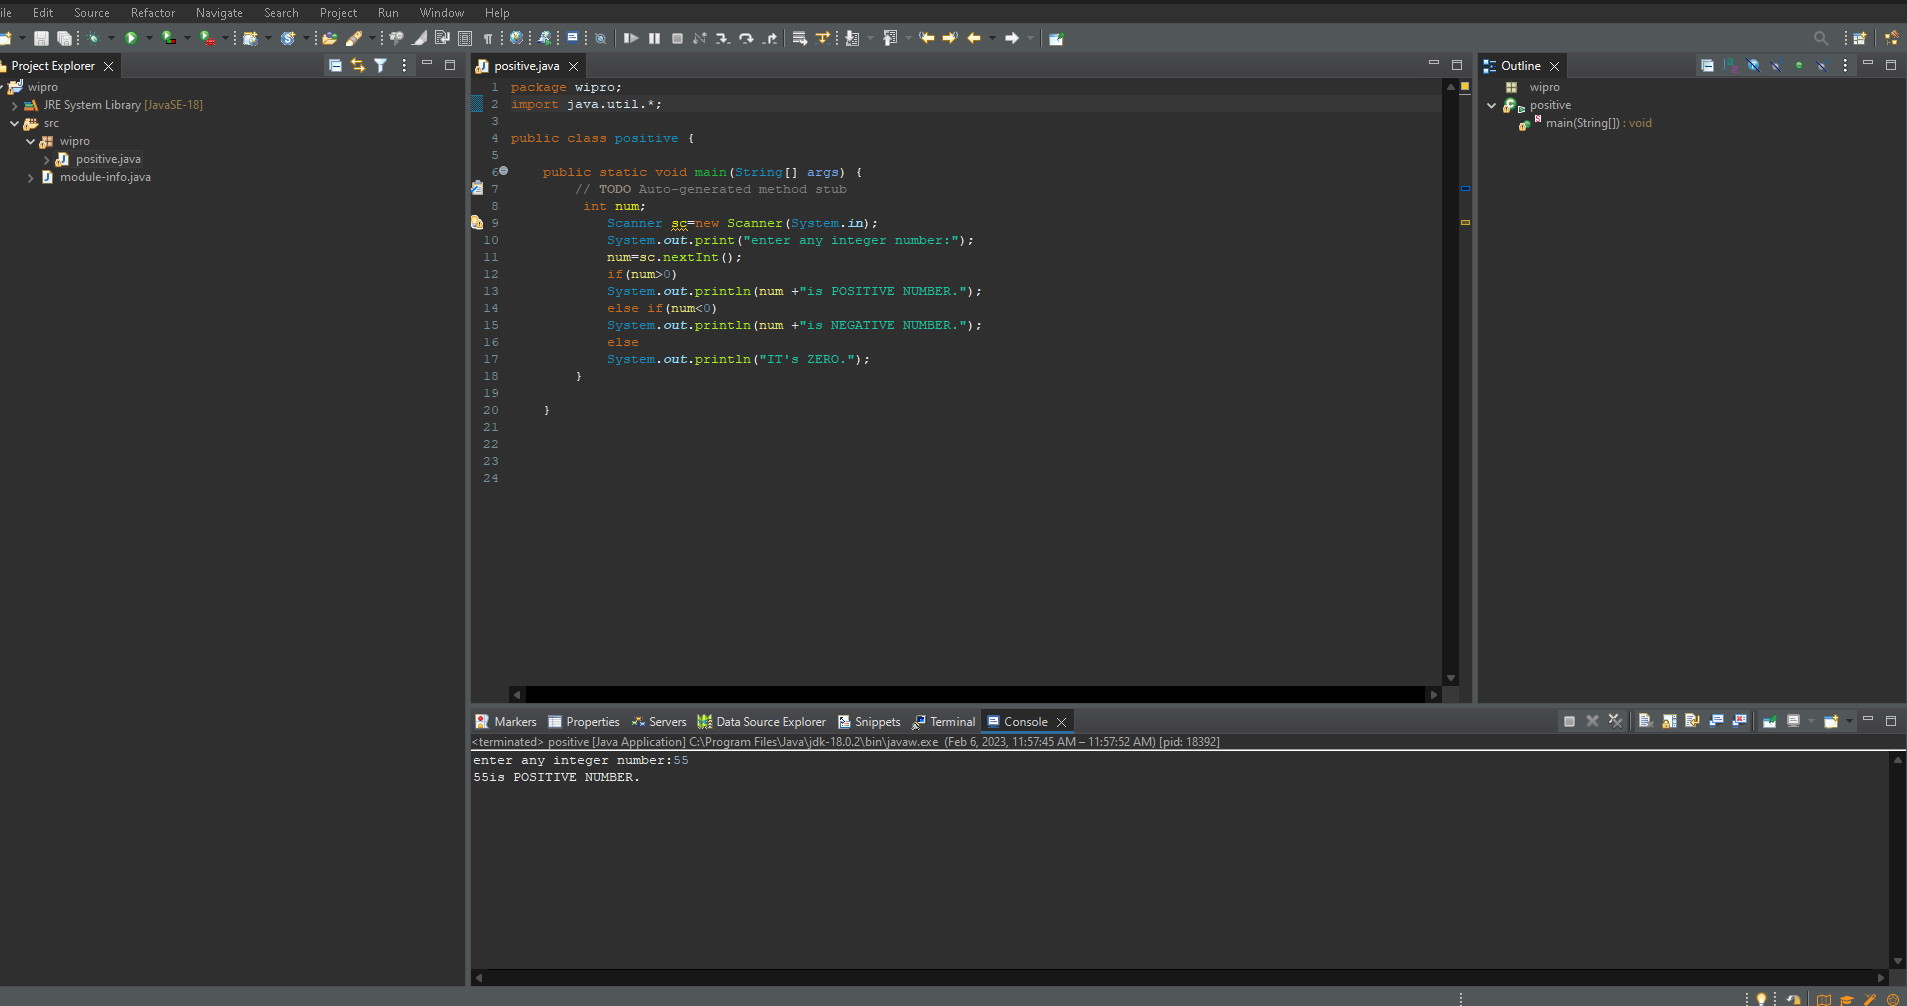 ile Edit Source Refactor Navigate Search Project Run Window Help
Project Explorer
wipro
JRE System Library [JavaSE-18]
src
wipro
positive.java
module-info.java
positive.java
1 package wipro;
2 import java.util.*;
3
4 public class positive {
5
6 public static void main(String[] args) {
7 // TODO Auto-generated method stub
8 int num;
9 Scanner sc=new Scanner(System.in);
10 System.out.print("enter any integer number:");
11 num=sc.nextInt();
12 if(num>0)
13 System.out.println(num +"is POSITIVE NUMBER.");
14 else if(num<0)
15 System.out.println(num +"is NEGATIVE NUMBER.");
16 else
17 System.out.println("IT's ZERO.");
18 }
19
20 }
21
22
23
24
Outline
wipro
positive
main(String[]) : void
Markers Properties Servers Data Source Explorer Snippets Terminal Console
<terminated> positive [Java Application] C:\Program Files\Java\jdk-18.0.2\bin\javaw.exe (Feb 6, 2023, 11:57:45 AM – 11:57:52 AM) [pid: 18392]
enter any integer number:55
55is POSITIVE NUMBER.